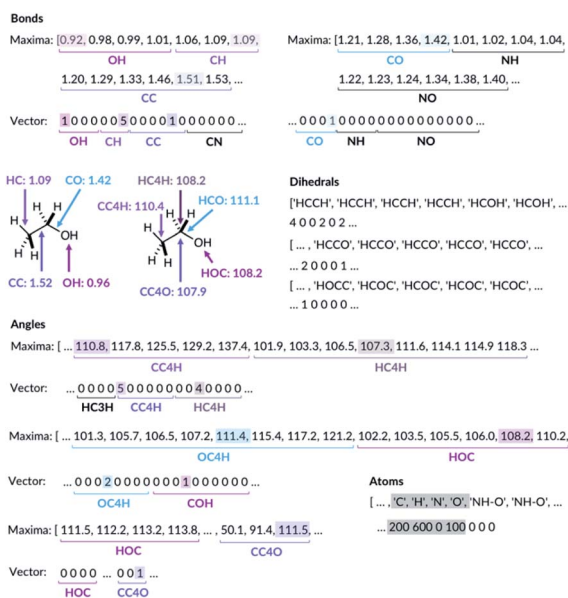 Bonds
Maxima: [0.92, 0.98, 0.99, 1.01, 1.06, 1.09, 1.09,
OH CH
1.20, 1.29, 1.33, 1.46, 1.51, 1.53, ...
CC
Vector: 1 0 0 0 0 0 5 0 0 0 0 1 0 0 0 0 0 0 ...
OH CH CC CN
Maxima: [1.21, 1.28, 1.36, 1.42, 1.01, 1.02, 1.04, 1.04,
CO NH
1.22, 1.23, 1.24, 1.34, 1.38, 1.40, ...
NO
... 0 0 0 1 0 0 0 0 0 0 0 0 0 0 0 0 0 ...
CO NH NO
HC: 1.09 CO: 1.42
H H
H OH
H H
CC: 1.52 OH: 0.96
HC4H: 108.2
CC4H: 110.4 HCO: 111.1
H H
H OH
H H
HOC: 108.2
CC4O: 107.9
Dihedrals
['HCCH', 'HCCH', 'HCCH', 'HCCH', 'HCOH', 'HCOH', ...
4 0 0 2 0 2 ...
[ ... , 'HCCO', 'HCCO', 'HCCO', 'HCCO', 'HCCO', ...
... 2 0 0 0 1 ...
[ ... , 'HOCC', 'HCOC', 'HCOC', 'HCOC', 'HCOC', ...
... 1 0 0 0 0 ...
Angles
Maxima: [ ... 110.8, 117.8, 125.5, 129.2, 137.4, 101.9, 103.3, 106.5, 107.3, 111.6, 114.1 114.9 118.3 ...
CC4H HC4H
Vector: ... 0 0 0 0 5 0 0 0 0 0 0 0 4 0 0 0 0 ...
HC3H CC4H HC4H
Maxima: [ ... 101.3, 105.7, 106.5, 107.2, 111.4, 115.4, 117.2, 121.2, 102.2, 103.5, 105.5, 106.0, 108.2, 110.2,
OC4H HOC
Vector: ... 0 0 0 2 0 0 0 0 0 0 0 1 0 0 0 0 0 0 ...
OC4H COH
Maxima: [ 111.5, 112.2, 113.2, 113.8, ... , 50.1, 91.4, 111.5, ...
HOC CC4O
Vector: 0 0 0 0 ... 0 0 1 ...
HOC CC4O
Atoms
[ ... , 'C', 'H', 'N', 'O', 'NH-O', 'NH-O', ...
... 200 600 0 100 0 0 0